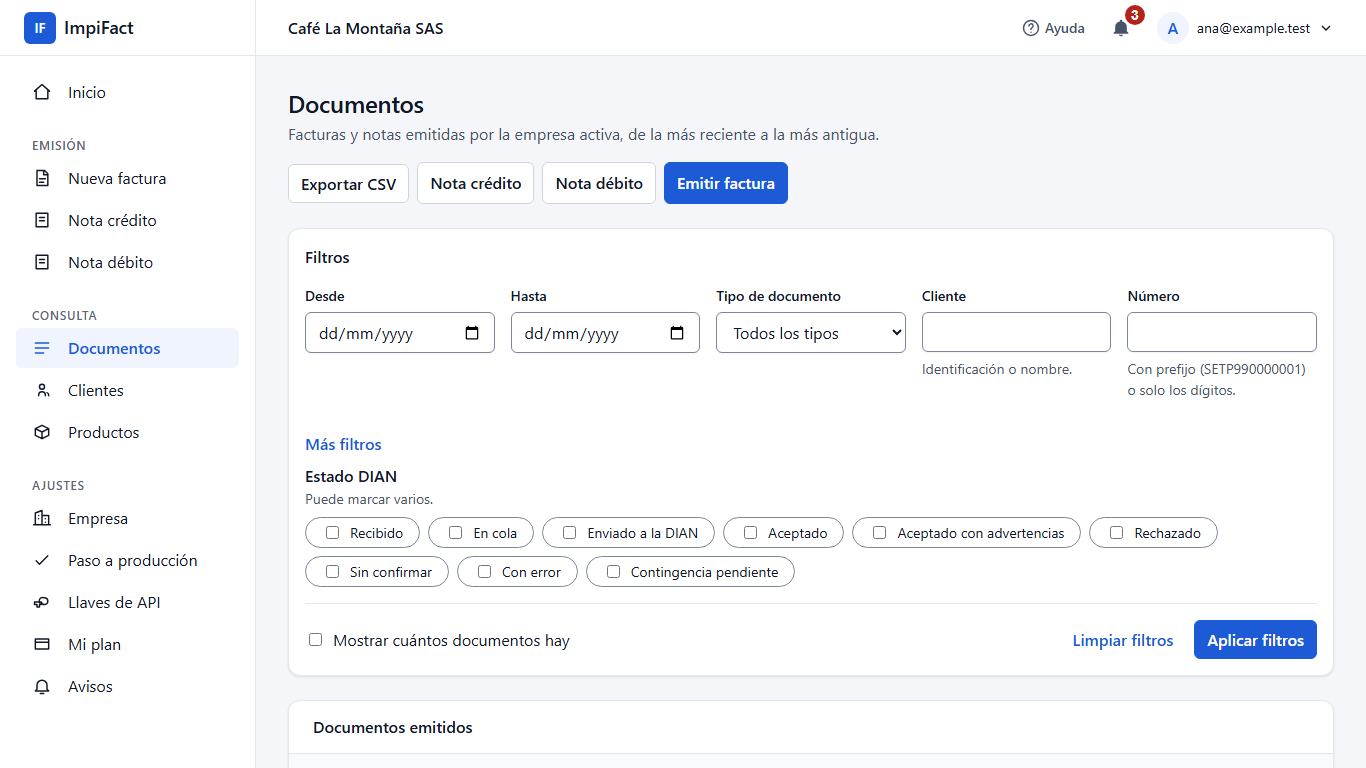 IF ImpiFact
Café La Montaña SAS
Ayuda
3
A
ana@example.test
Inicio
EMISIÓN
Nueva factura
Nota crédito
Nota débito
CONSULTA
Documentos
Clientes
Productos
AJUSTES
Empresa
Paso a producción
Llaves de API
Mi plan
Avisos
Documentos
Facturas y notas emitidas por la empresa activa, de la más reciente a la más antigua.
Exportar CSV
Nota crédito
Nota débito
Emitir factura
Filtros
Desde
dd/mm/yyyy
Hasta
dd/mm/yyyy
Tipo de documento
Todos los tipos
Cliente
Identificación o nombre.
Número
Con prefijo (SETP990000001)
o solo los dígitos.
Más filtros
Estado DIAN
Puede marcar varios.
Recibido
En cola
Enviado a la DIAN
Aceptado
Aceptado con advertencias
Rechazado
Sin confirmar
Con error
Contingencia pendiente
Mostrar cuántos documentos hay
Limpiar filtros
Aplicar filtros
Documentos emitidos